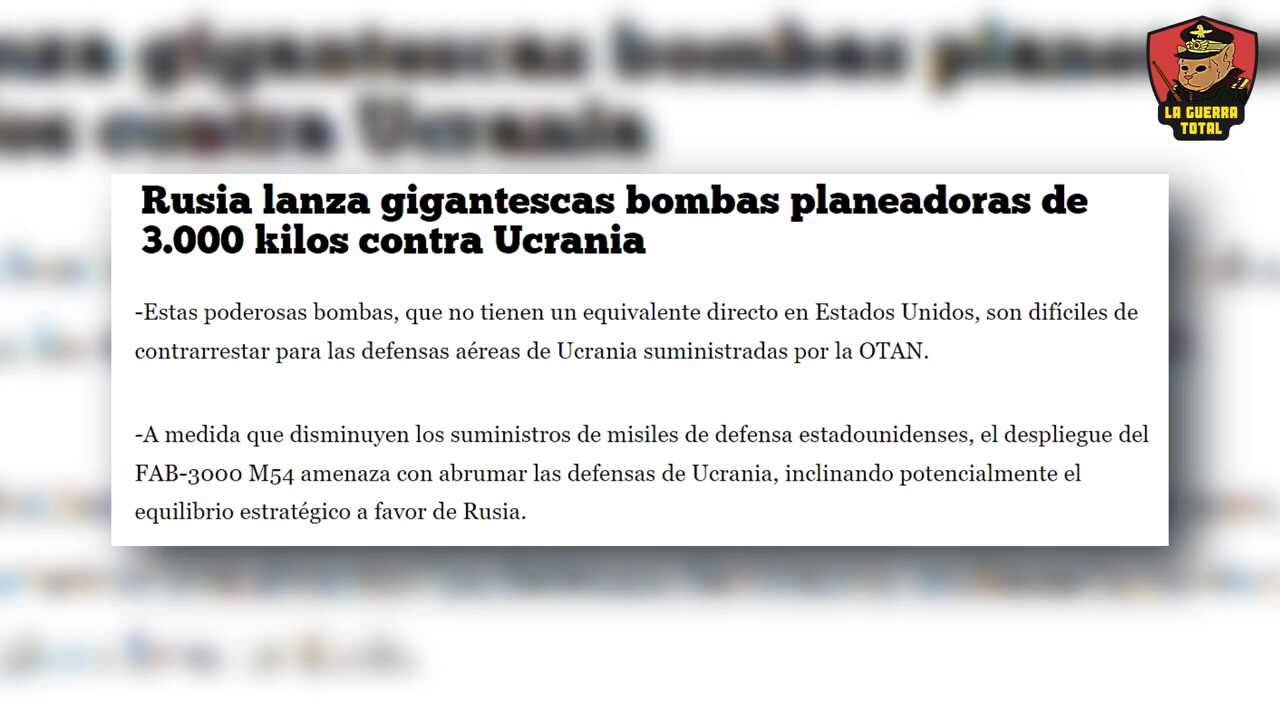 LA GUERRA
TOTAL
Rusia lanza gigantescas bombas planeadoras de
3.000 kilos contra Ucrania
-Estas poderosas bombas, que no tienen un equivalente directo en Estados Unidos, son difíciles de
contrarrestar para las defensas aéreas de Ucrania suministradas por la OTAN.
-A medida que disminuyen los suministros de misiles de defensa estadounidenses, el despliegue del
FAB-3000 M54 amenaza con abrumar las defensas de Ucrania, inclinando potencialmente el
equilibrio estratégico a favor de Rusia.